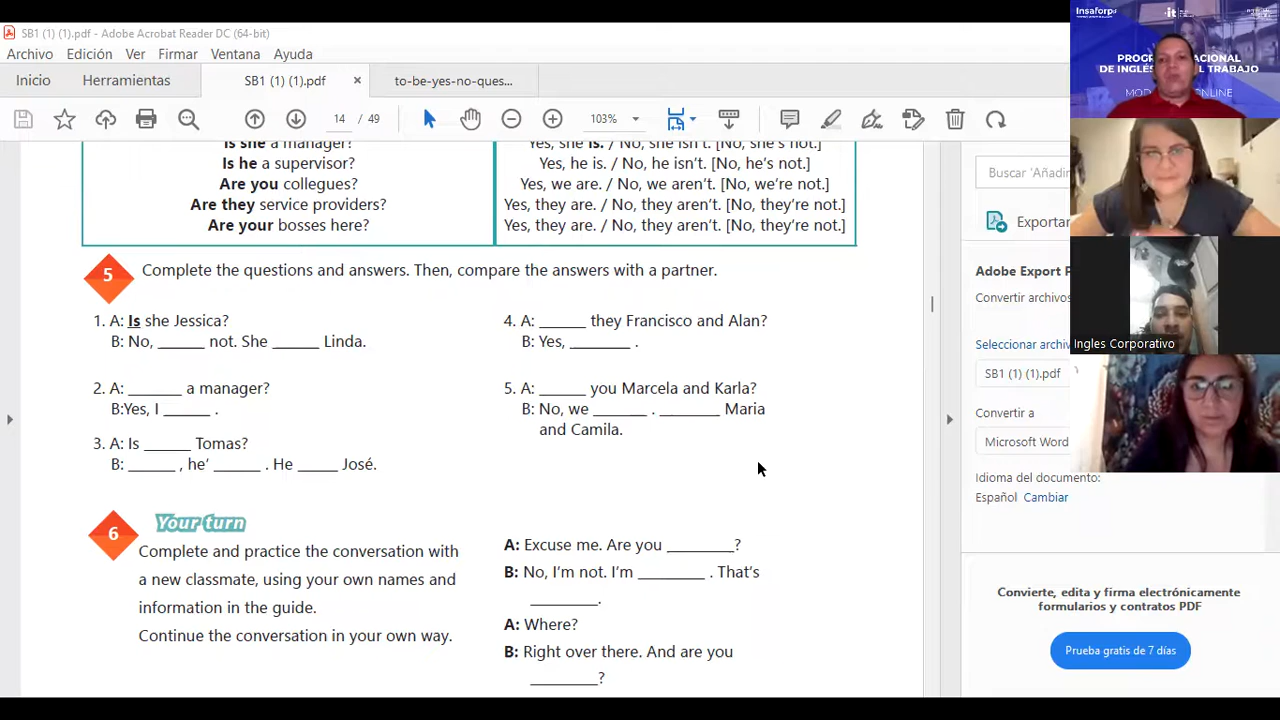 SB1 (1) (1).pdf - Adobe Acrobat Reader DC (64-bit)
Archivo Edición Ver Firmar Ventana Ayuda
Inicio Herramientas SB1 (1) (1).pdf × to-be-yes-no-ques...
14 / 49 103%
Is she a manager? Yes, she is. / No, she isn't. [No, she's not.]
Is he a supervisor? Yes, he is. / No, he isn't. [No, he's not.]
Are you collegues? Yes, we are. / No, we aren't. [No, we're not.]
Are they service providers? Yes, they are. / No, they aren't. [No, they're not.]
Are your bosses here? Yes, they are. / No, they aren't. [No, they're not.]
5 Complete the questions and answers. Then, compare the answers with a partner.
1. A: Is she Jessica?
B: No, ______ not. She ______ Linda.
2. A: _______ a manager?
B:Yes, I ______ .
3. A: Is ______ Tomas?
B: ______ , he' ______ . He _____ José.
4. A: ______ they Francisco and Alan?
B: Yes, ________ .
5. A: ______ you Marcela and Karla?
B: No, we _______ . ________ Maria
and Camila.
6 Your turn
Complete and practice the conversation with
a new classmate, using your own names and
information in the guide.
Continue the conversation in your own way.
A: Excuse me. Are you _________?
B: No, I'm not. I'm _________ . That's
_________.
A: Where?
B: Right over there. And are you
_________?
Buscar 'Añadir
Exportar
Adobe Export P
Convertir archivos
Seleccionar archiv
SB1 (1) (1).pdf
Convertir a
Microsoft Word
Idioma del documento:
Español Cambiar
Convierte, edita y firma electrónicamente
formularios y contratos PDF
Prueba gratis de 7 días
Insaforp
it
DE INGLÉS
TRABAJO
ONLINE
Ingles Corporativo